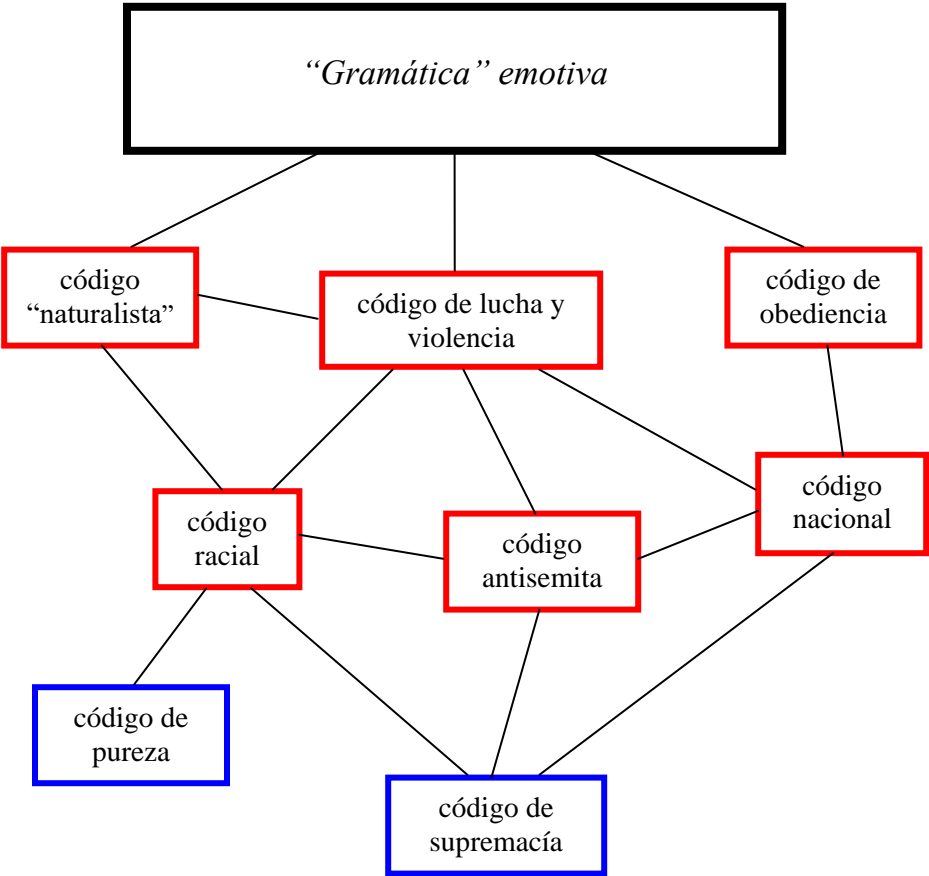 “Gramática” emotiva
código
“naturalista”
código de lucha y
violencia
código de
obediencia
código
racial
código
antisemita
código
nacional
código de
pureza
código de
supremacía